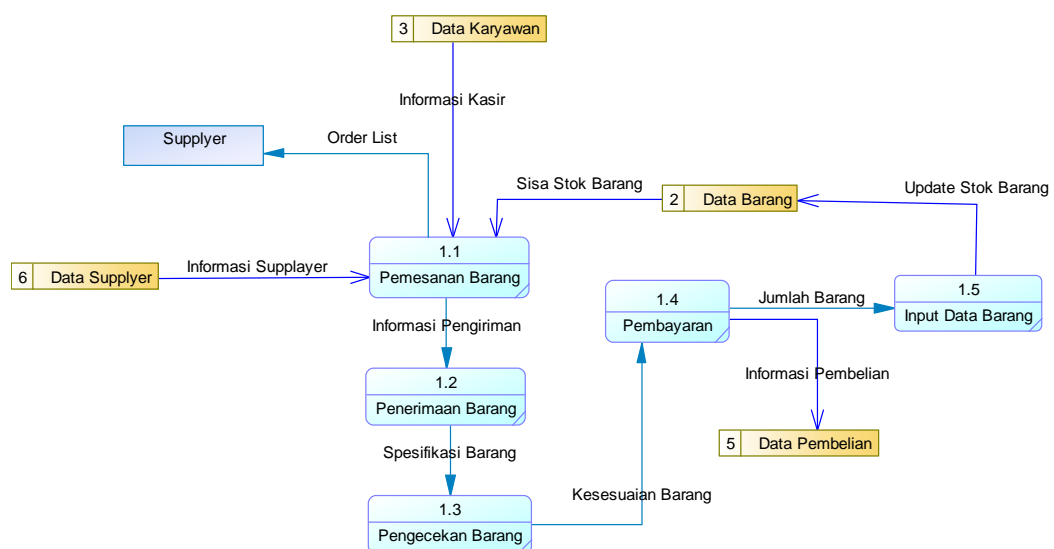 3 Data Karyawan
Informasi Kasir
Supplyer
Order List
Sisa Stok Barang
2 Data Barang
Update Stok Barang
1.1
Pemesanan Barang
6 Data Supplyer
Informasi Supplayer
1.4
Pembayaran
Jumlah Barang
1.5
Input Data Barang
Informasi Pengiriman
1.2
Penerimaan Barang
Informasi Pembelian
5 Data Pembelian
Spesifikasi Barang
Kesesuaian Barang
1.3
Pengecekan Barang